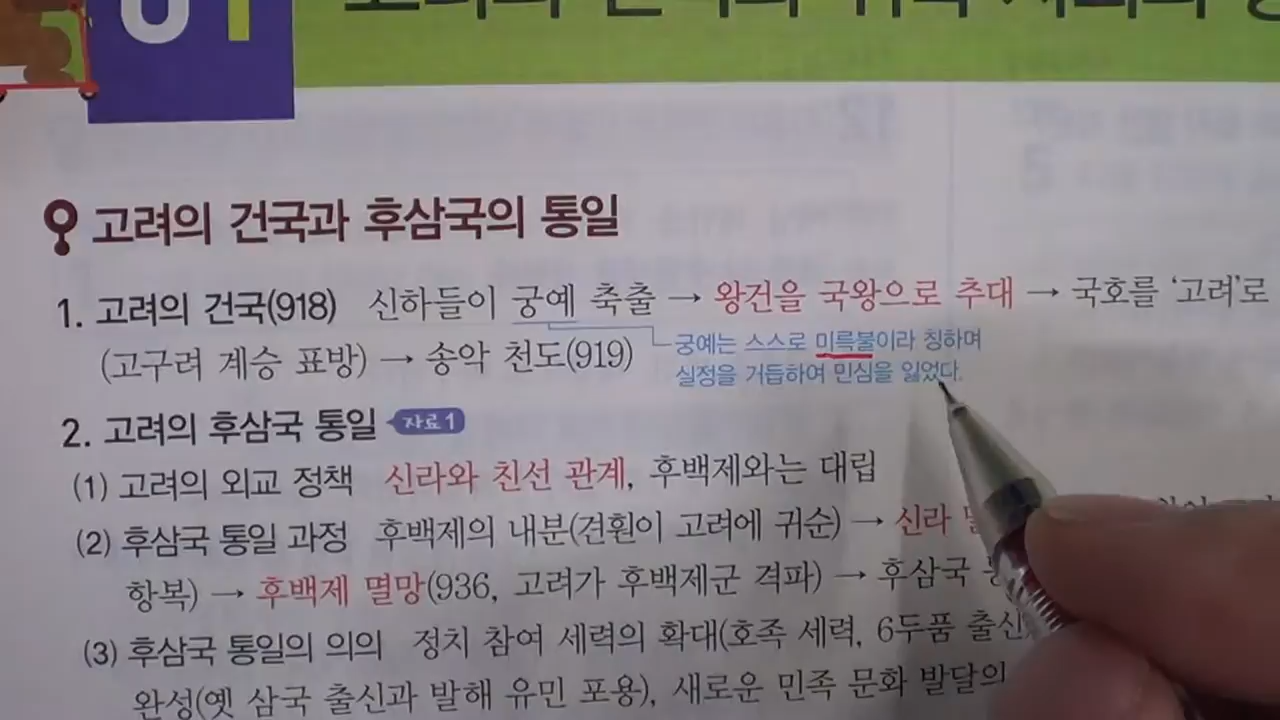 01
고려의 건국과 후삼국의 통일
1. 고려의 건국(918) 신하들이 궁예 축출 → 왕건을 국왕으로 추대 → 국호를 '고려'로
궁예는 스스로 미륵불이라 칭하며
실정을 거듭하여 민심을 잃었다.
(고구려 계승 표방) → 송악 천도(919)
2. 고려의 후삼국 통일 자료 1
(1) 고려의 외교 정책 신라와 친선 관계, 후백제와는 대립
(2) 후삼국 통일 과정 후백제의 내분(견훤이 고려에 귀순) → 신라
항복) → 후백제 멸망(936, 고려가 후백제군 격파) → 후삼국
(3) 후삼국 통일의 의의 정치 참여 세력의 확대(호족 세력, 6두품 출신
완성(옛 삼국 출신과 발해 유민 포용), 새로운 민족 문화 발달의